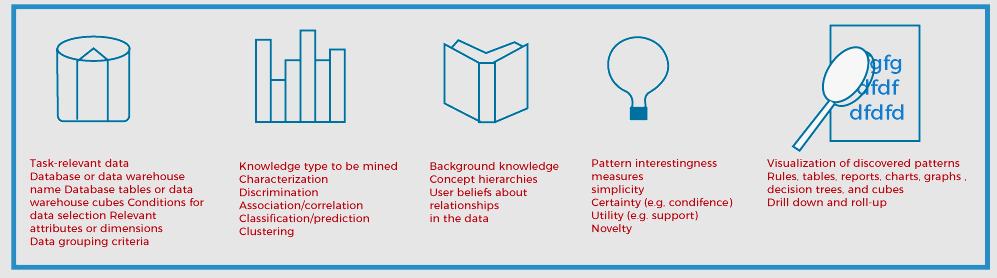 gfg
dfdf
dfdfd
Task-relevant data
Database or data warehouse
name Database tables or data
warehouse cubes Conditions for
data selection Relevant
attributes or dimensions
Data grouping criteria
Knowledge type to be mined
Characterization
Discrimination
Association/correlation
Classification/prediction
Clustering
Background knowledge
Concept hierarchies
User beliefs about
relationships
in the data
Pattern interestingness
measures
simplicity
Certainty (e.g, condifence)
Utility (e.g. support)
Novelty
Visualization of discovered patterns
Rules, tables, reports, charts, graphs ,
decision trees, and cubes
Drill down and roll-up